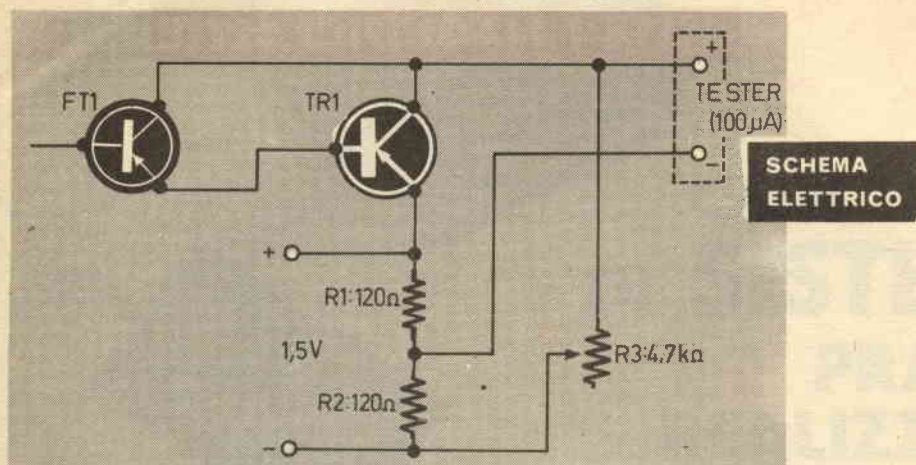 FT1
TR1
+
TESTER
(100µA)
-
SCHEMA
ELETTRICO
+
R1:120Ω
1,5V
R3:4,7kΩ
R2:120Ω
-